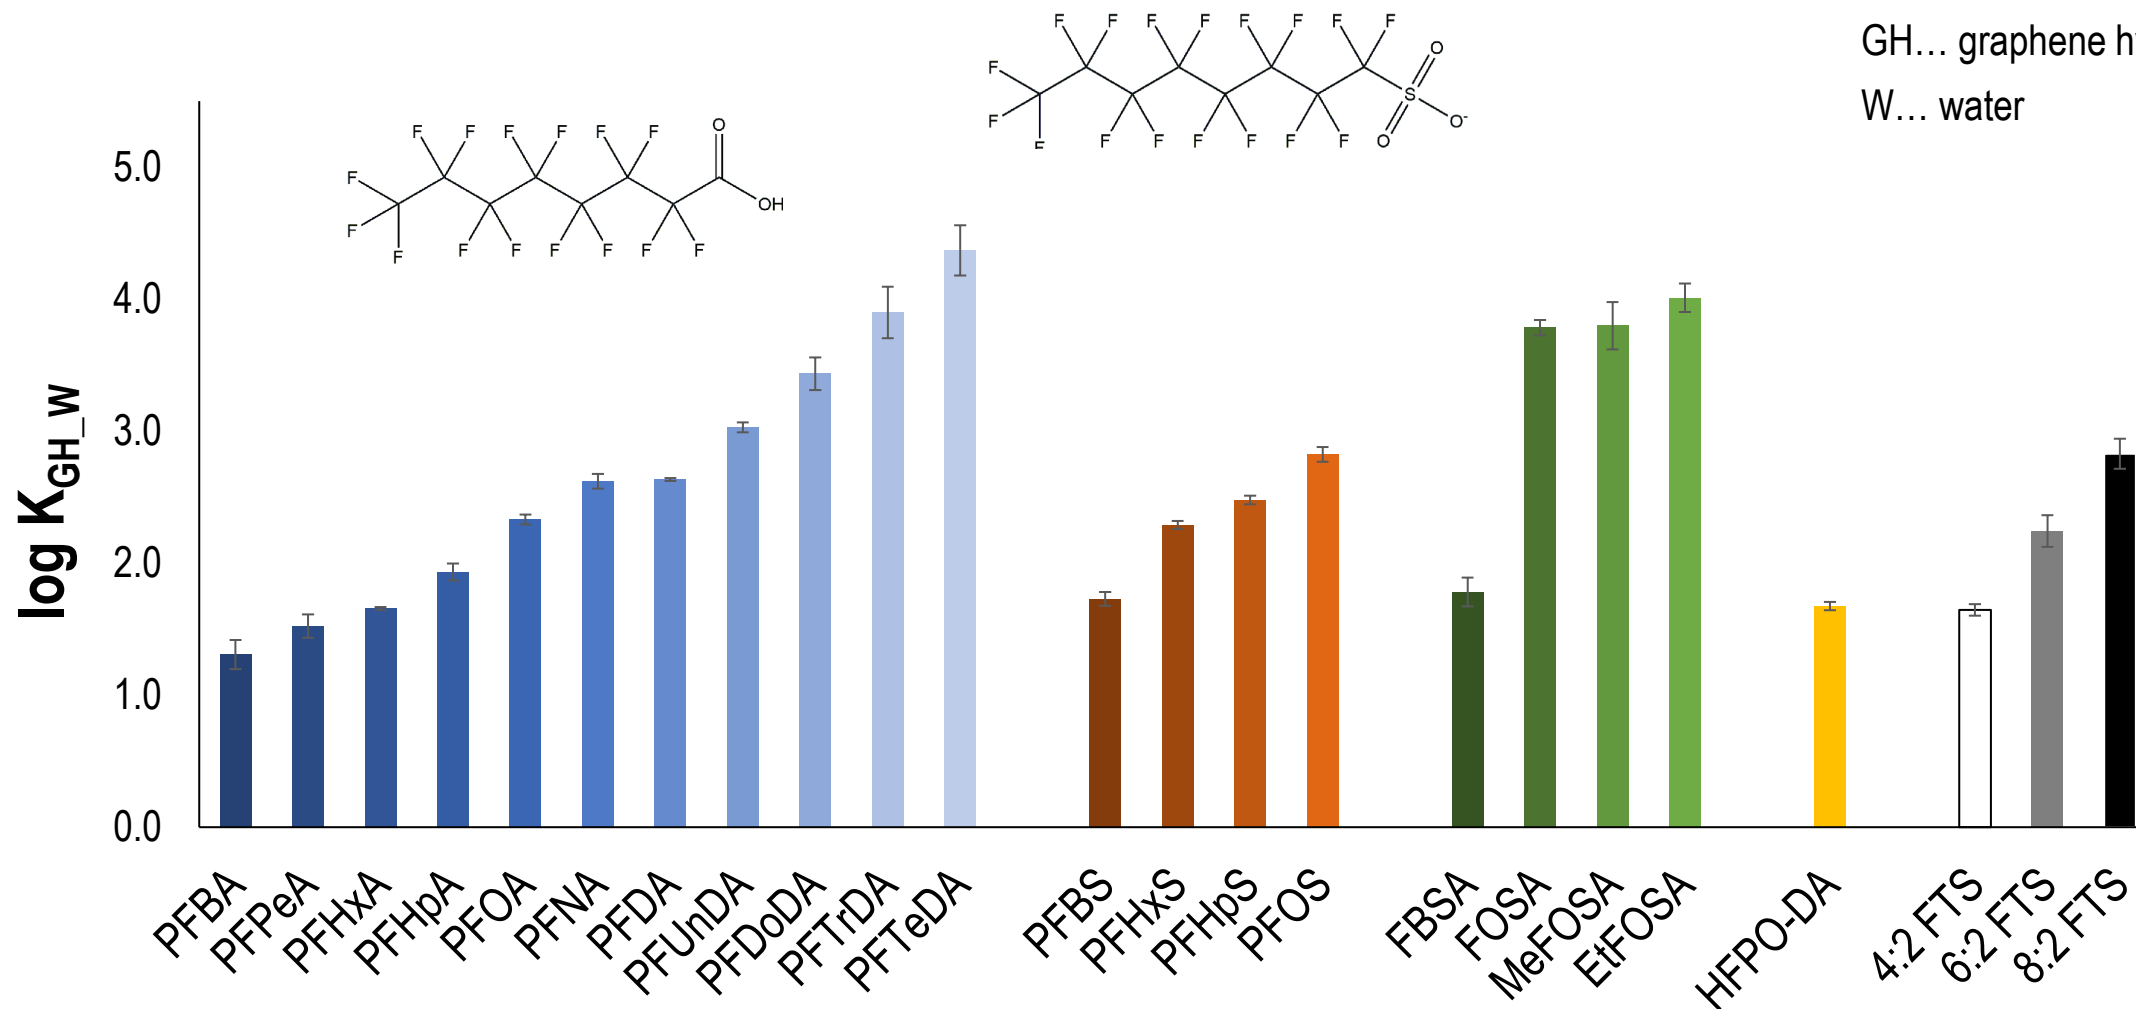 GH... graphene h
W... water
log K_GH_W
5.0
4.0
3.0
2.0
1.0
0.0
F F F F F F F F
F
F
F
F F F F F F
S
O
O
O-
F F F F F F
F
F
F
F F F F F F
O
OH
PFBA
PFPeA
PFHxA
PFHpA
PFOA
PFNA
PFDA
PFUnDA
PFDoDA
PFTrDA
PFTeDA
PFBS
PFHxS
PFHpS
PFOS
FBSA
FOSA
MeFOSA
EtFOSA
HFPO-DA
4:2 FTS
6:2 FTS
8:2 FTS